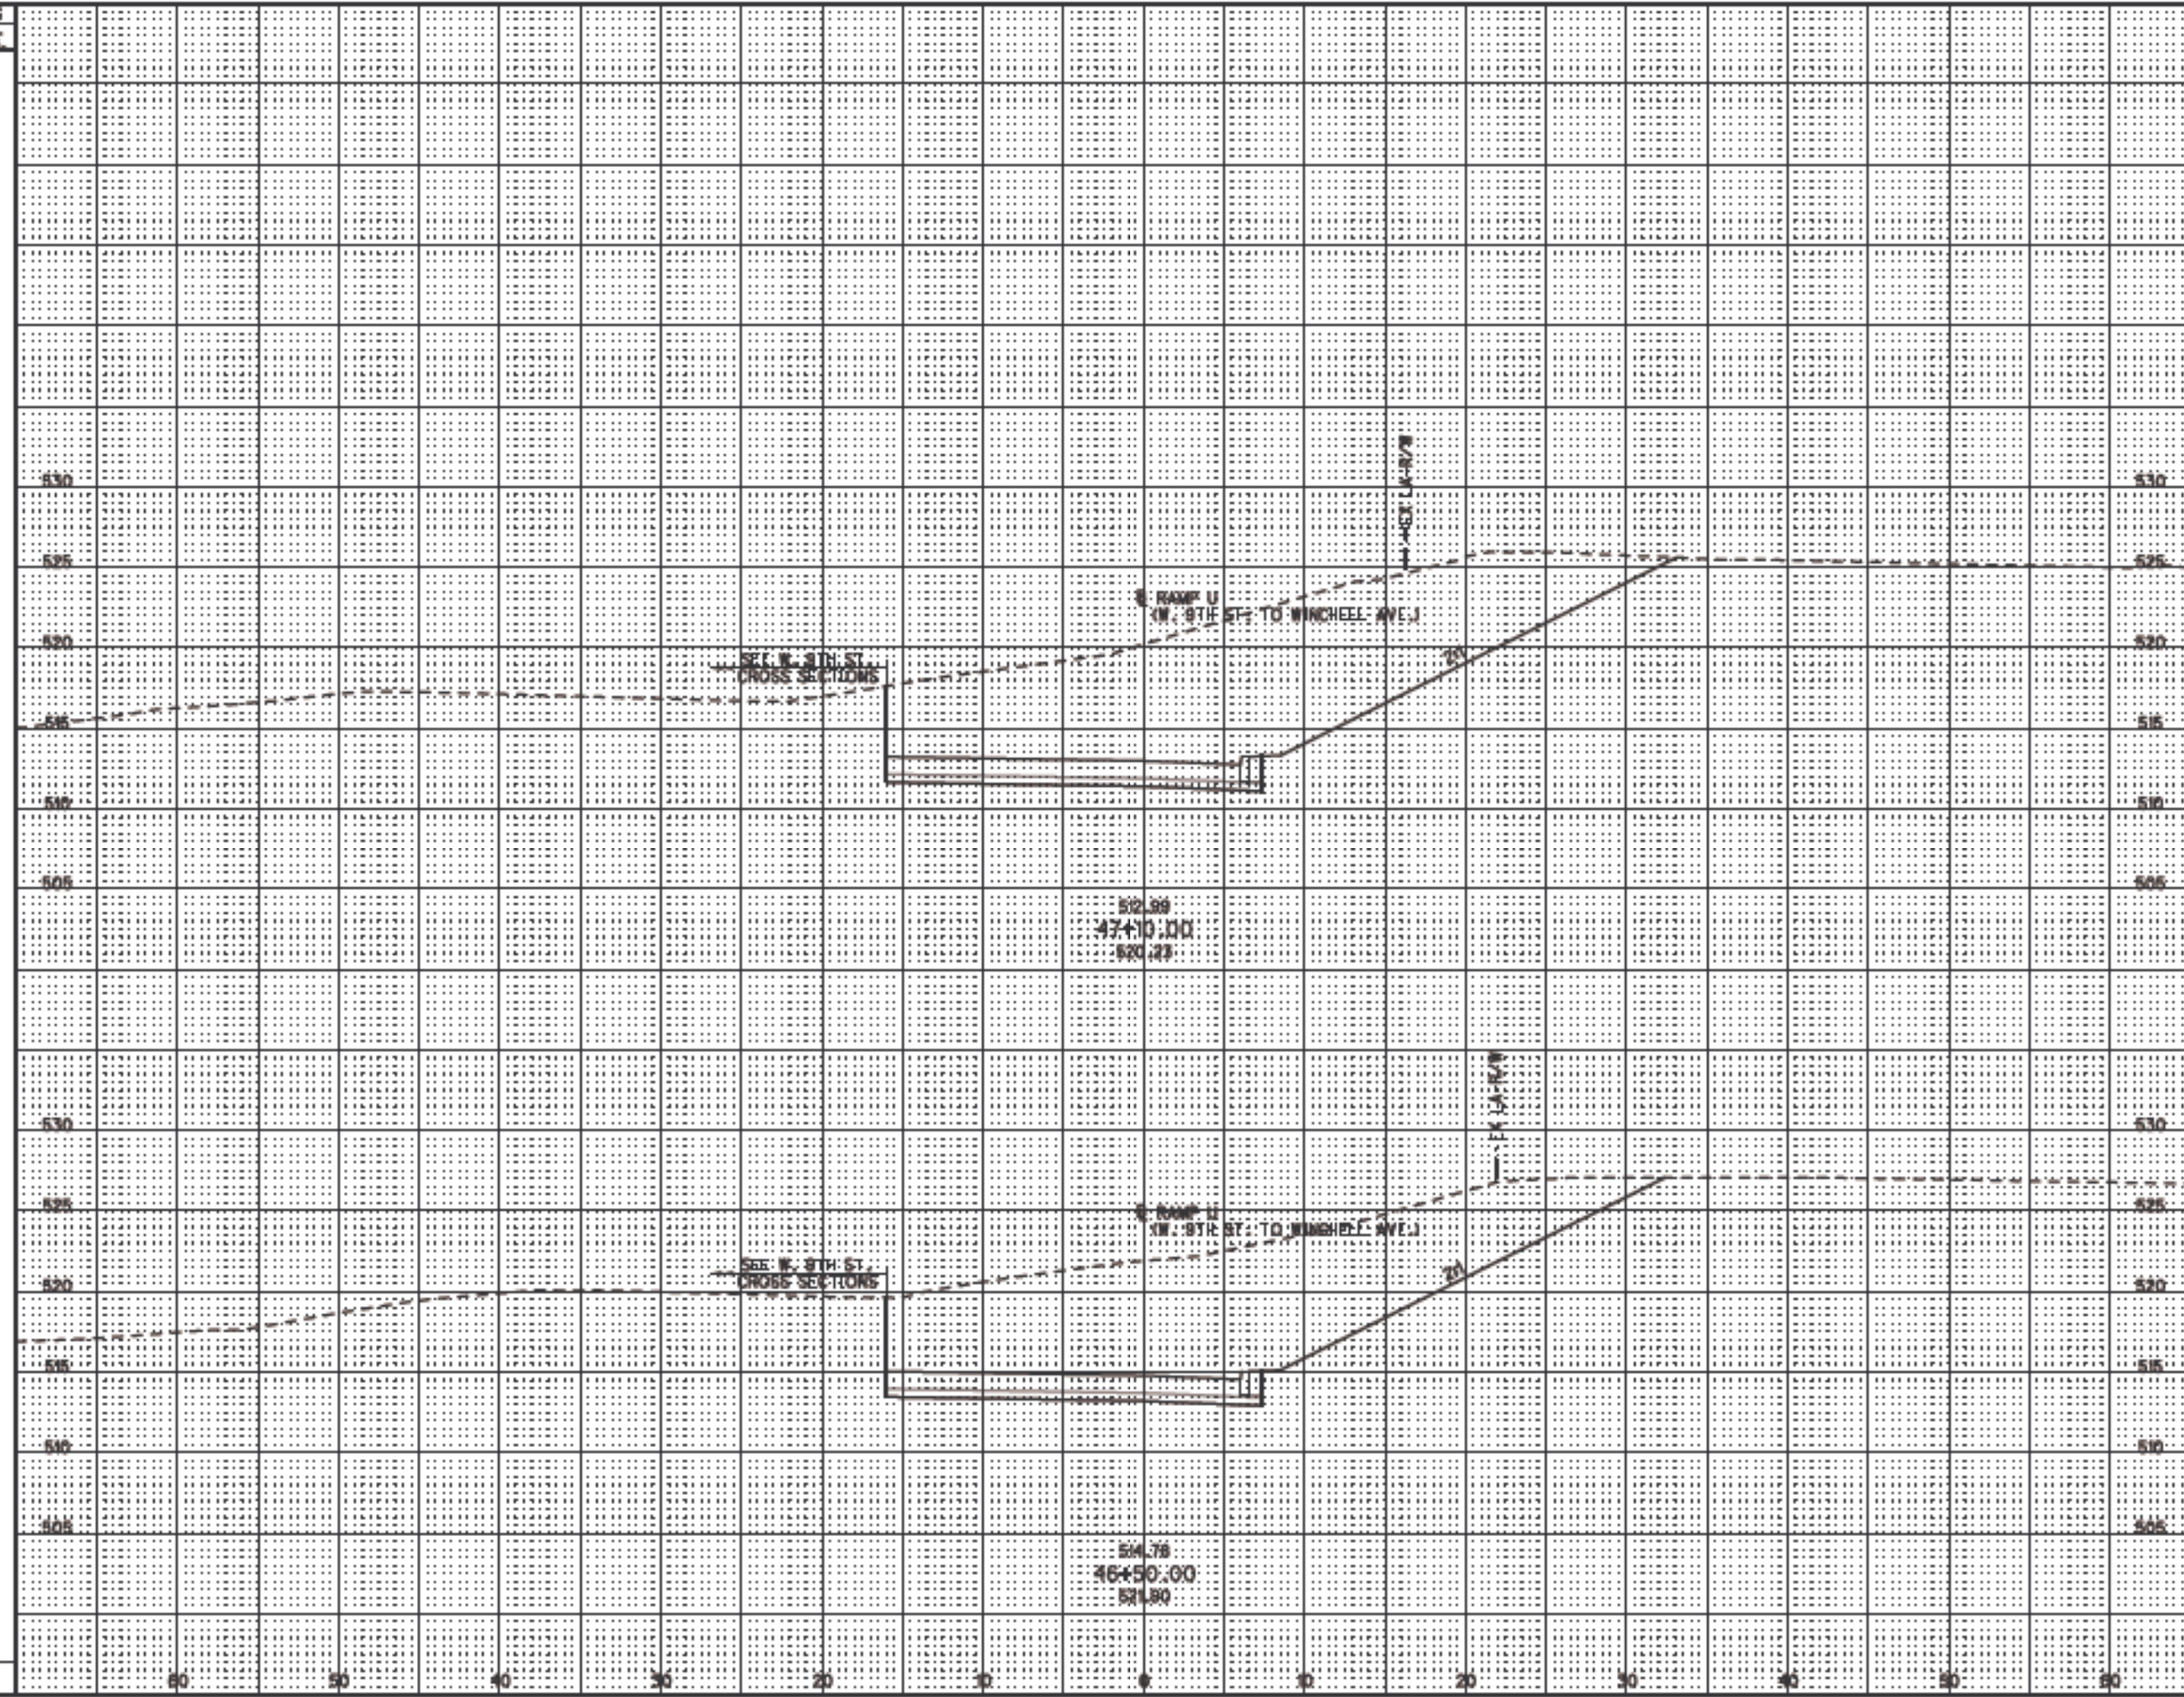 EX LA-R/W
530 530
525 525
℄ RAMP U
(W. 9TH ST. TO WINCHELL AVE.)
520 520
SEE W. 9TH ST.
CROSS SECTIONS
2:1
515 515
510 510
505 505
512.99
47+10.00
520.23
EX LA-R/W
530 530
525 525
℄ RAMP U
(W. 9TH ST. TO WINCHELL AVE.)
520 520
SEE W. 9TH ST.
CROSS SECTIONS
2:1
515 515
510 510
505 505
514.78
46+50.00
521.90
60 50 40 30 20 10 0 10 20 30 40 50 60